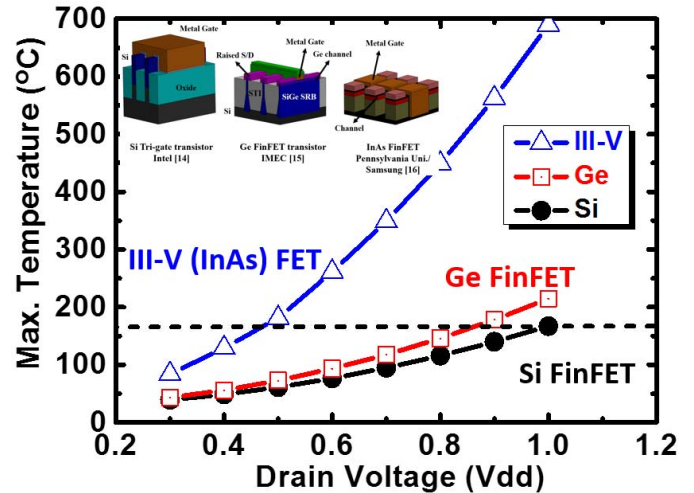 Max. Temperature (°C)
700
600
500
400
300
200
100
0
Metal Gate
Si
Oxide
Si Tri-gate transistor
Intel [14]
Metal Gate
Raised S/D
Ge channel
STI
Si
SiGe SRB
Ge FinFET transistor
IMEC [15]
Metal Gate
Channel
InAs FinFET
Pennsylvania Uni./
Samsung [16]
III-V
Ge
Si
III-V (InAs) FET
Ge FinFET
Si FinFET
0.2
0.4
0.6
0.8
1.0
1.2
Drain Voltage (Vdd)